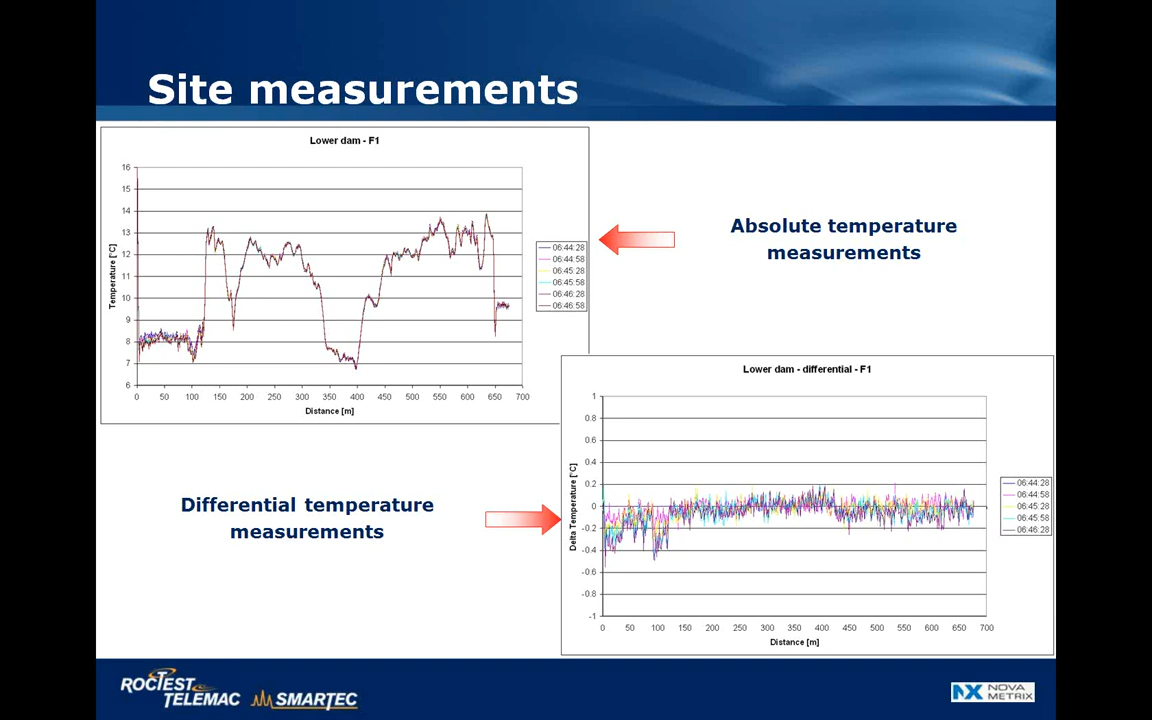 Site measurements
Lower dam - F1
16
15
14
13
12
11
10
9
8
7
6
Temperature [°C]
0 50 100 150 200 250 300 350 400 450 500 550 600 650 700
Distance [m]
06:44:28
06:44:58
06:45:28
06:45:58
06:46:28
06:46:58
Absolute temperature
measurements
Differential temperature
measurements
Lower dam - differential - F1
1
0.8
0.6
0.4
0.2
0
-0.2
-0.4
-0.6
-0.8
-1
Delta Temperature [°C]
0 50 100 150 200 250 300 350 400 450 500 550 600 650 700
Distance [m]
06:44:28
06:44:58
06:45:28
06:45:58
06:46:28
ROCTEST
TELEMAC
SMARTEC
NX NOVA
METRIX